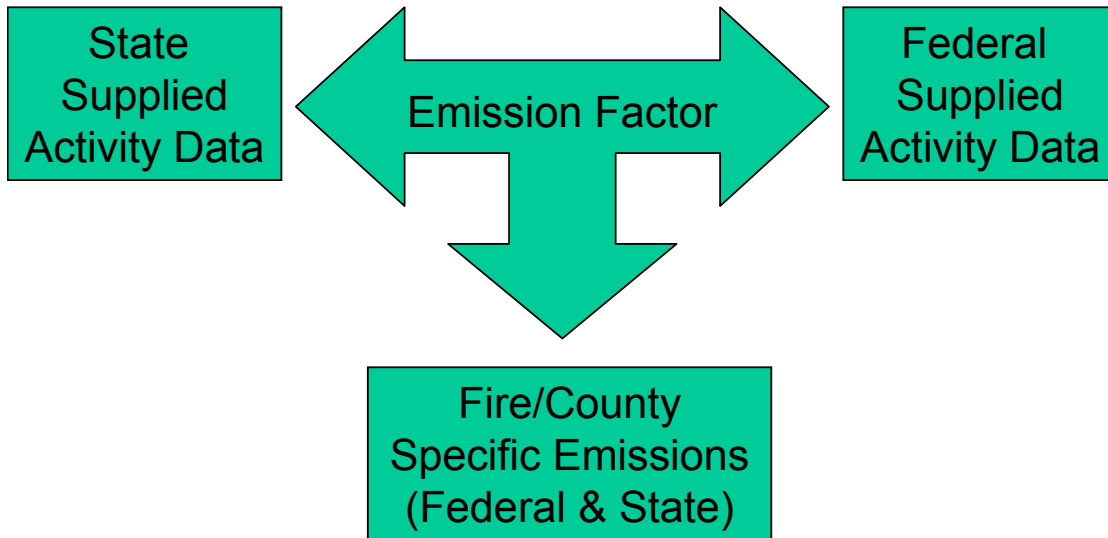 State
Supplied
Activity Data
Emission Factor
Federal
Supplied
Activity Data
Fire/County
Specific Emissions
(Federal & State)